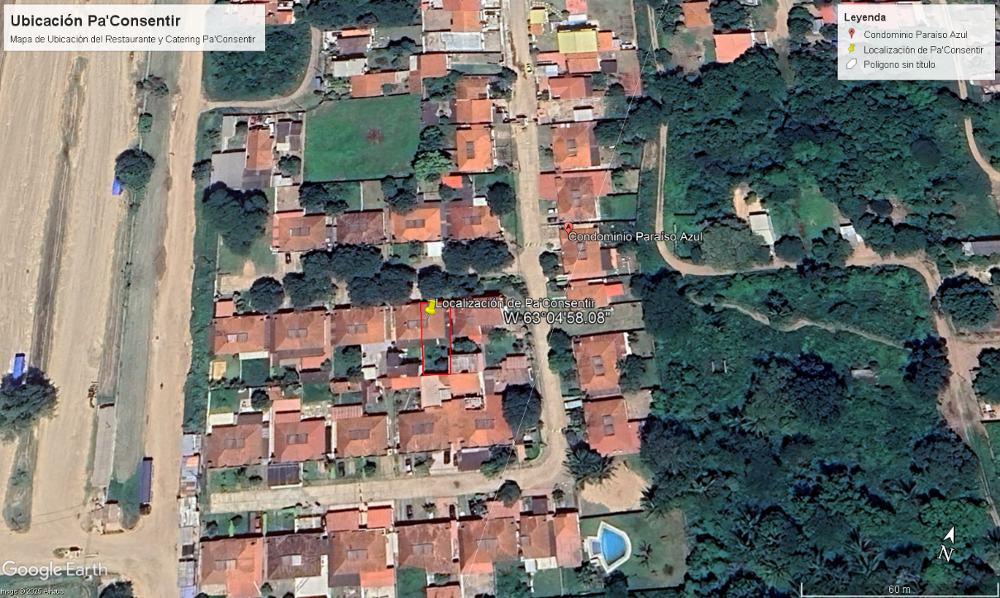 Ubicación Pa'Consentir
Mapa de Ubicación del Restaurante y Catering Pa'Consentir
Leyenda
Condominio Paraiso Azul
Localización de Pa'Consentir
Polígono sin título
A
Condominio Paraiso Azul
Localización de Pa'Consentir
W 63°04'58.08"
N
Google Earth
Image © 2025 Airbus
60 m